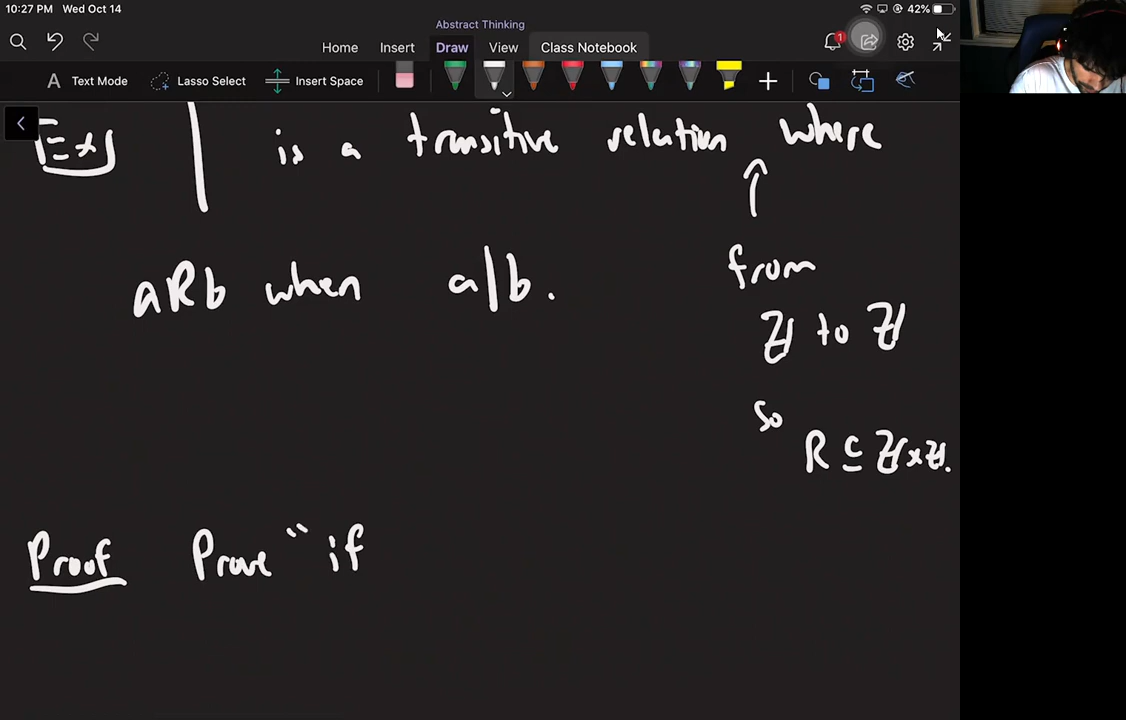 10:27 PM Wed Oct 14
42%
Abstract Thinking
Home Insert Draw View Class Notebook
1
Text Mode Lasso Select Insert Space
Ex] | is a transitive relation where
↑
aRb when a|b.
from
ℤ to ℤ
so
R ⊆ ℤ×ℤ.
Proof Prove “if